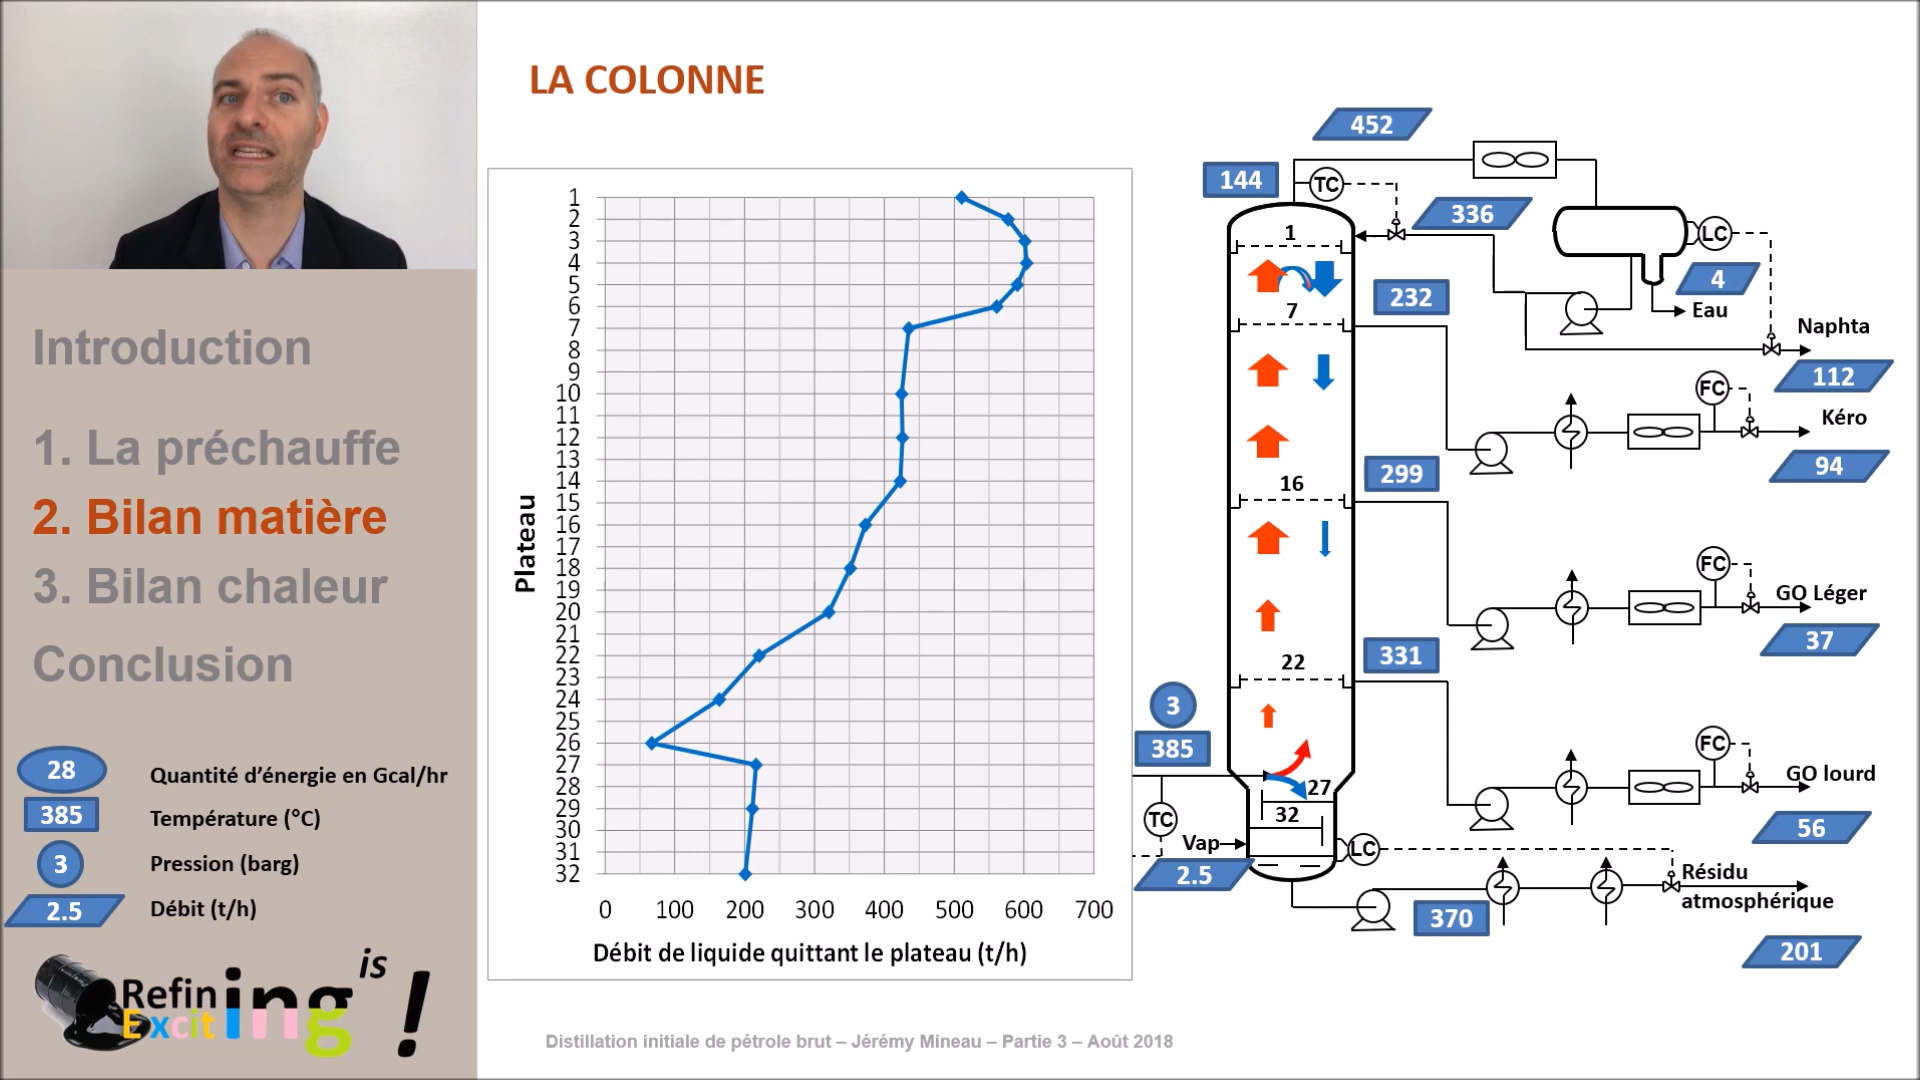 LA COLONNE
Introduction
1. La préchauffe
2. Bilan matière
3. Bilan chaleur
Conclusion
28 Quantité d'énergie en Gcal/hr
385 Température (°C)
3 Pression (barg)
2.5 Débit (t/h)
Refining is
Exciting !
Plateau
1
2
3
4
5
6
7
8
9
10
11
12
13
14
15
16
17
18
19
20
21
22
23
24
25
26
27
28
29
30
31
32
0 100 200 300 400 500 600 700
Débit de liquide quittant le plateau (t/h)
452
144
TC
336
LC
4
Eau
1
232
7
Naphta
112
FC
Kéro
94
299
16
FC
GO Léger
37
331
22
3
385
FC
GO lourd
56
27
TC
32
Vap
LC
2.5
Résidu
atmosphérique
370
201
Distillation initiale de pétrole brut – Jérémy Mineau – Partie 3 – Août 2018